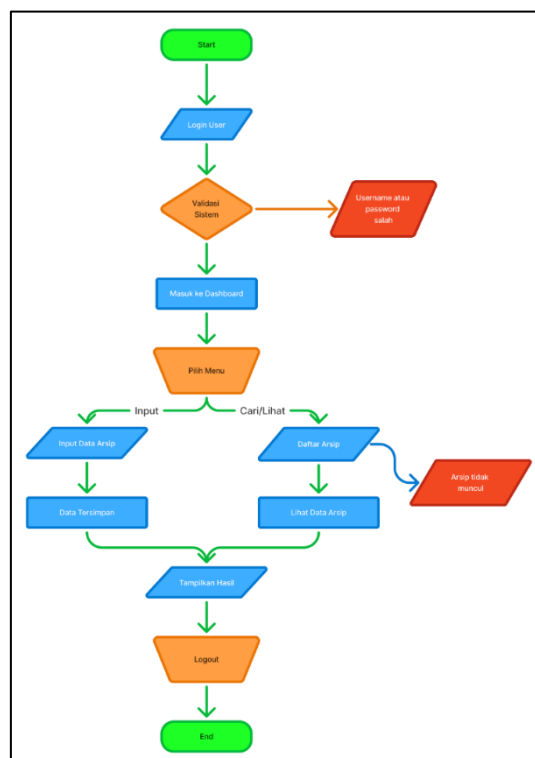 Start
Login User
Validasi
Sistem
Username atau
password
salah
Masuk ke Dashboard
Pilih Menu
Input
Cari/Lihat
Input Data Arsip
Daftar Arsip
Arsip tidak
muncul
Data Tersimpan
Lihat Data Arsip
Tampilkan Hasil
Logout
End